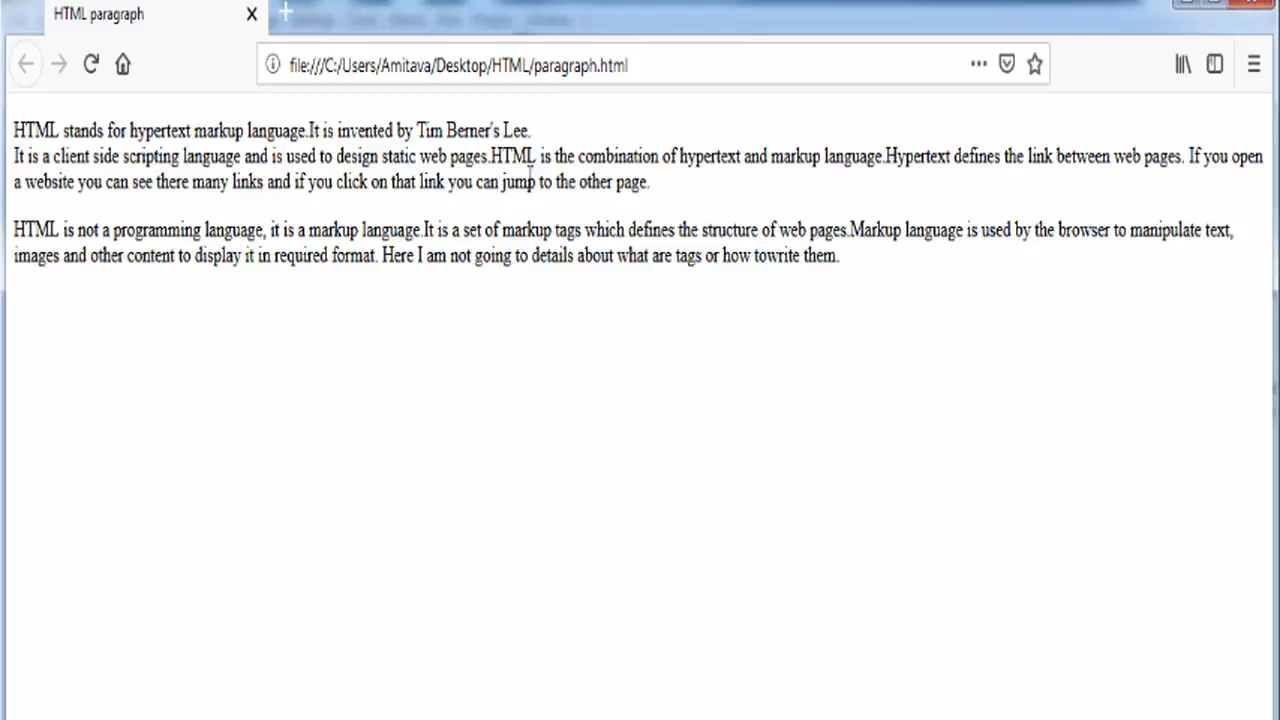 HTML paragraph
file:///C:/Users/Amitava/Desktop/HTML/paragraph.html
HTML stands for hypertext markup language.It is invented by Tim Berner's Lee.
It is a client side scripting language and is used to design static web pages.HTML is the combination of hypertext and markup language.Hypertext defines the link between web pages. If you open
a website you can see there many links and if you click on that link you can jump to the other page.
HTML is not a programming language, it is a markup language.It is a set of markup tags which defines the structure of web pages.Markup language is used by the browser to manipulate text,
images and other content to display it in required format. Here I am not going to details about what are tags or how towrite them.